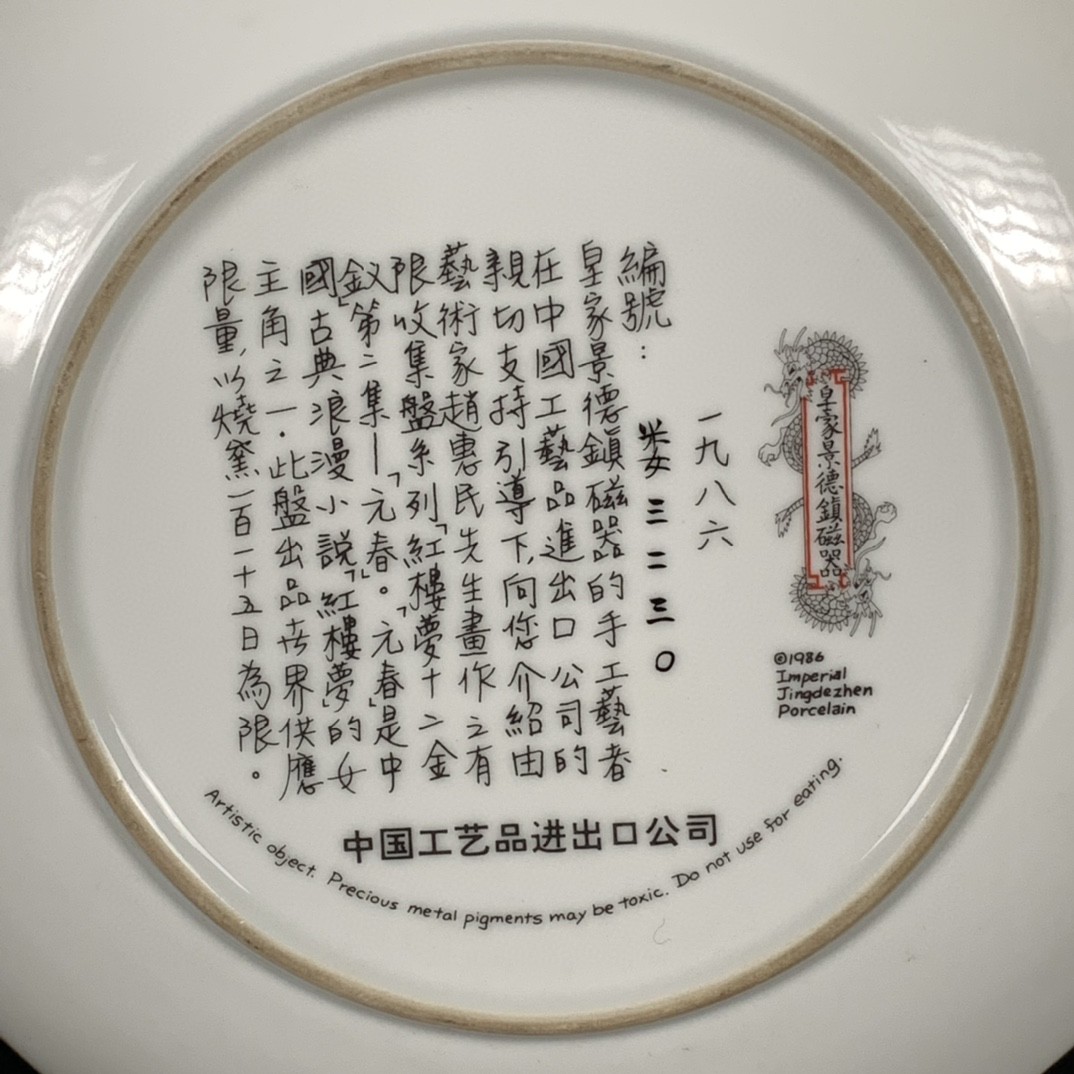 皇家景德鎮磁器
©1986
Imperial
Jingdezhen
Porcelain
一九八六
編號: 娄三二三〇
皇家景德鎮磁器的手工藝者
在中國工藝品進出口公司的
親切支持引導下,向您介紹由
藝術家趙惠民先生畫作之有
限收集盤系列「紅樓夢十二金
釵」第二集—「元春」。「元春」是中
國古典浪漫小說「紅樓夢」的女
主角之一.此盤出品世界供應
限量,以燒窯一百一十五日為限。
中国工艺品进出口公司
Artistic object. Precious metal pigments may be toxic. Do not use for eating.